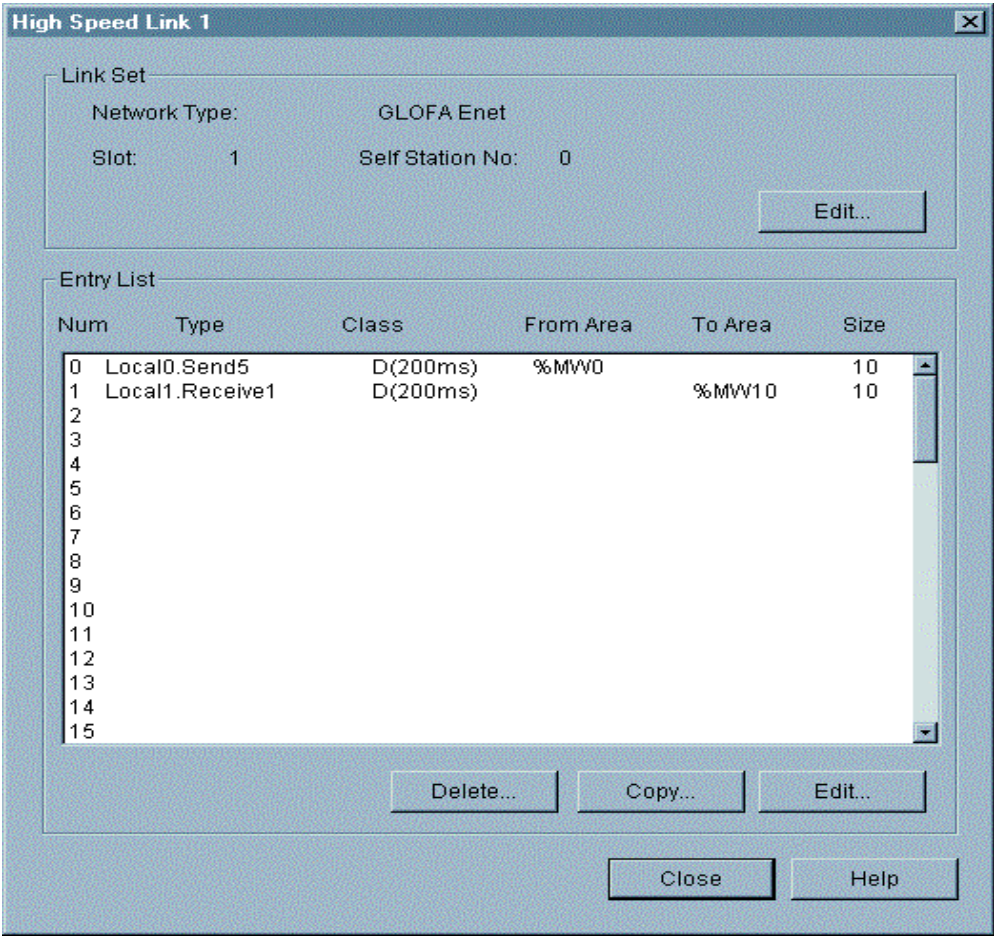 High Speed Link 1
Link Set
Network Type: GLOFA Enet
Slot: 1 Self Station No: 0
Edit...
Entry List
Num Type Class From Area To Area Size
0 Local0.Send5 D(200ms) %MW0 10
1 Local1.Receive1 D(200ms) %MW10 10
2
3
4
5
6
7
8
9
10
11
12
13
14
15
Delete... Copy... Edit...
Close Help